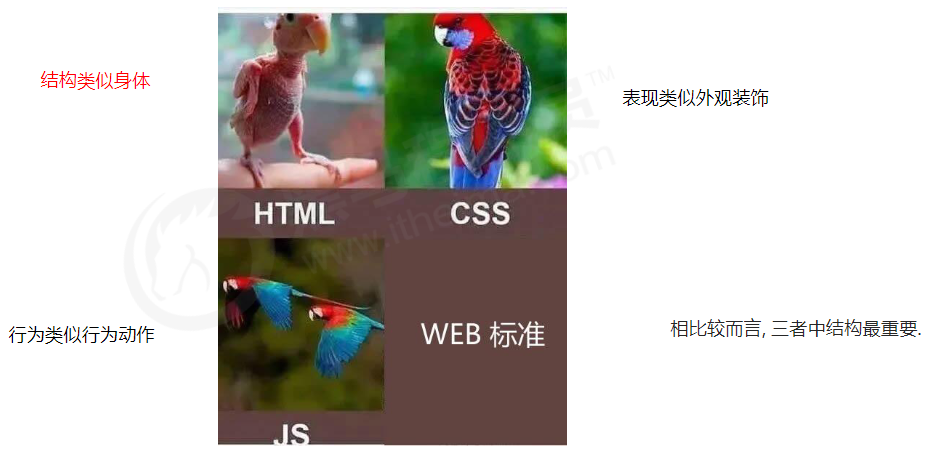 结构类似身体
表现类似外观装饰
HTML
CSS
行为类似行为动作
WEB 标准
相比较而言, 三者中结构最重要.
JS